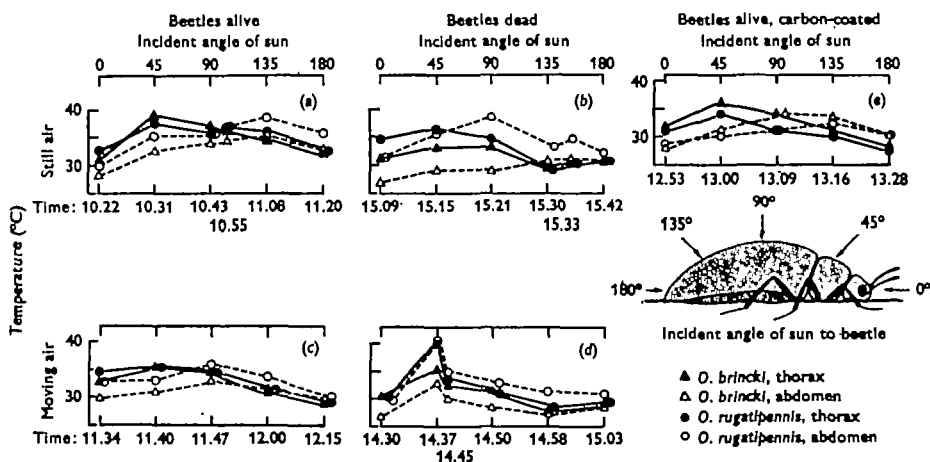 Beetles alive
Incident angle of sun
0 45 90 135 180
(a)
Beetles dead
Incident angle of sun
0 45 90 135 180
(b)
Beetles alive, carbon-coated
Incident angle of sun
0 45 90 135 180
(e)
Temperature (°C)
Still air
40
30
Time: 10.22 10.31 10.43 11.08 11.20
10.55
15.09 15.15 15.21 15.30 15.42
15.33
40
30
12.53 13.00 13.09 13.16 13.28
90°
135° 45°
180° 0°
Incident angle of sun to beetle
Moving air
40
30
(c)
(d)
Time: 11.34 11.40 11.47 12.00 12.15
14.30 14.37 14.50 14.58 15.03
14.45
▲ O. brincki, thorax
△ O. brincki, abdomen
● O. rugatipennis, thorax
○ O. rugatipennis, abdomen